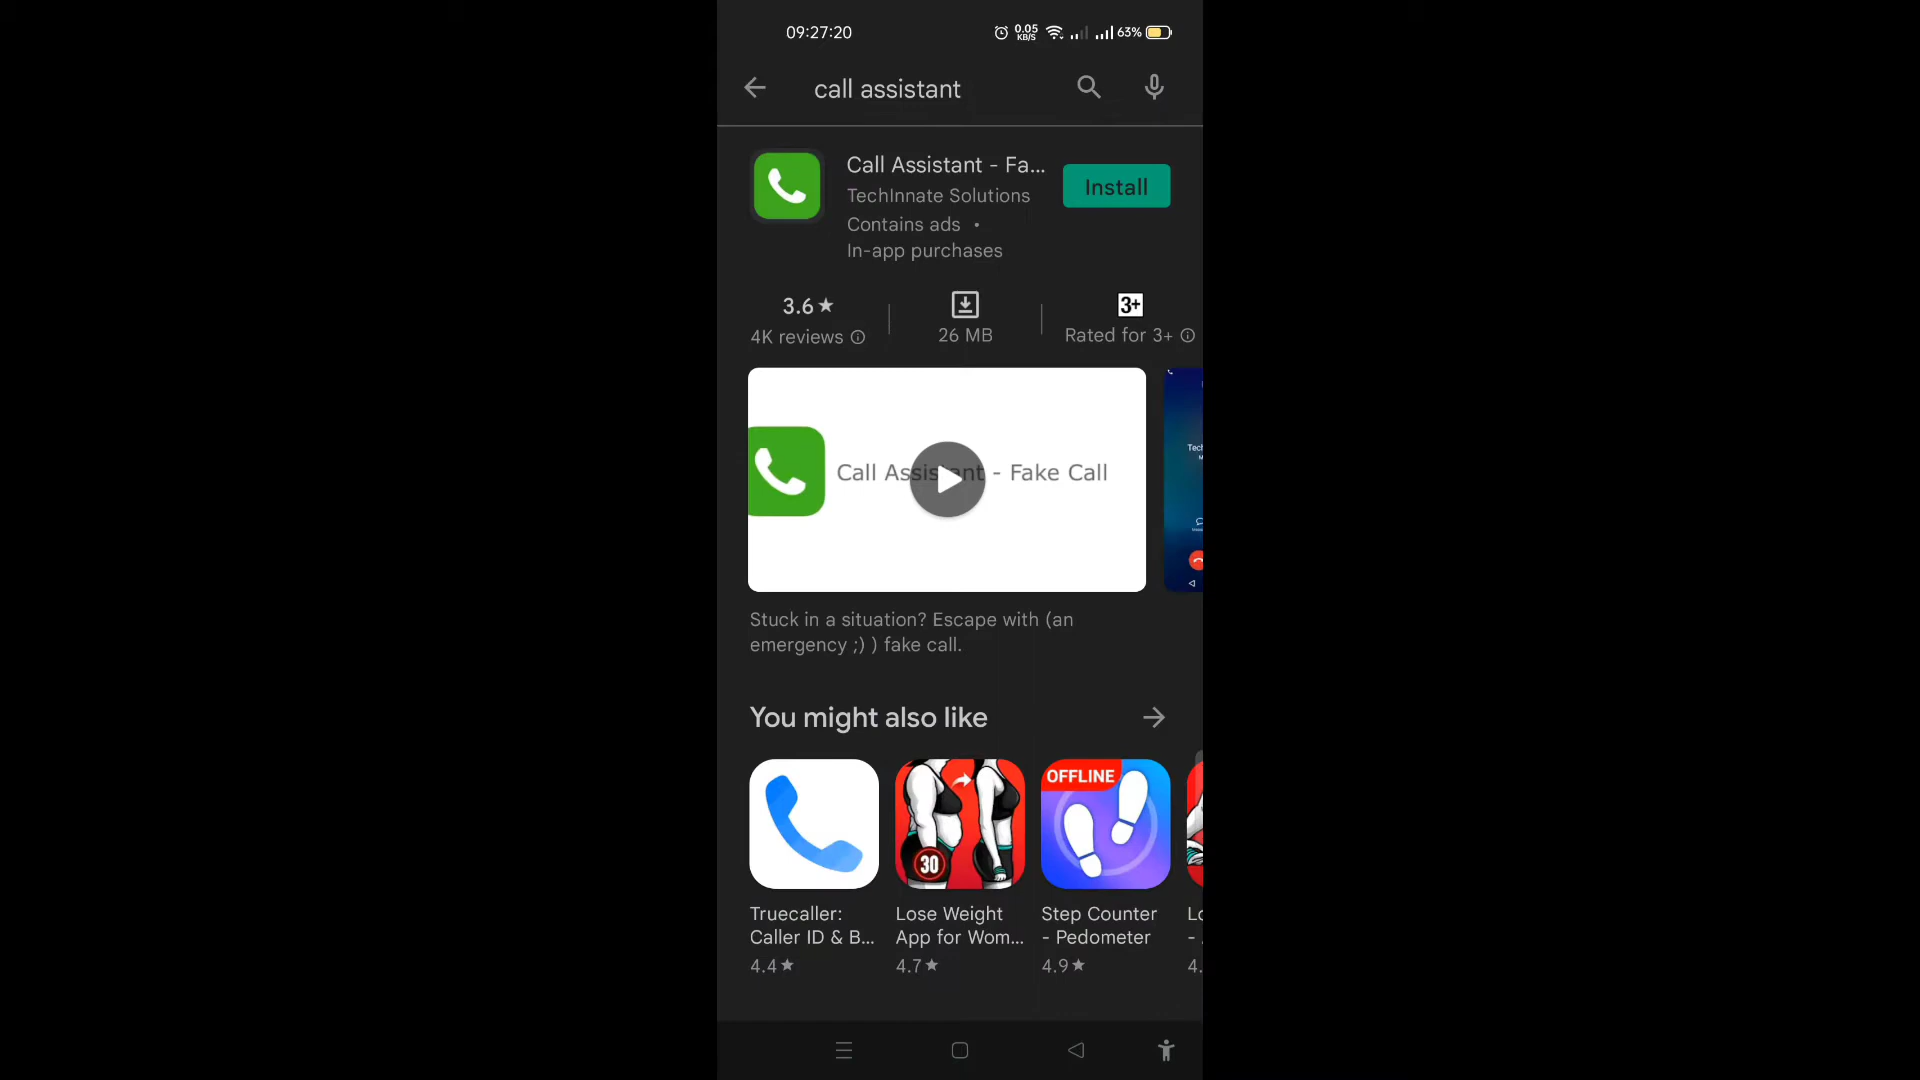 09:27:20
0.05
KB/S
63%
call assistant
Call Assistant - Fa...
Install
TechInnate Solutions
Contains ads •
In-app purchases
3.6★
3+
4K reviews
26 MB
Rated for 3+
Call Assistant - Fake Call
Stuck in a situation? Escape with (an
emergency ;) ) fake call.
You might also like
OFFLINE
30
Truecaller:
Caller ID & B...
4.4★
Lose Weight
App for Wom...
4.7★
Step Counter
- Pedometer
4.9★
4.